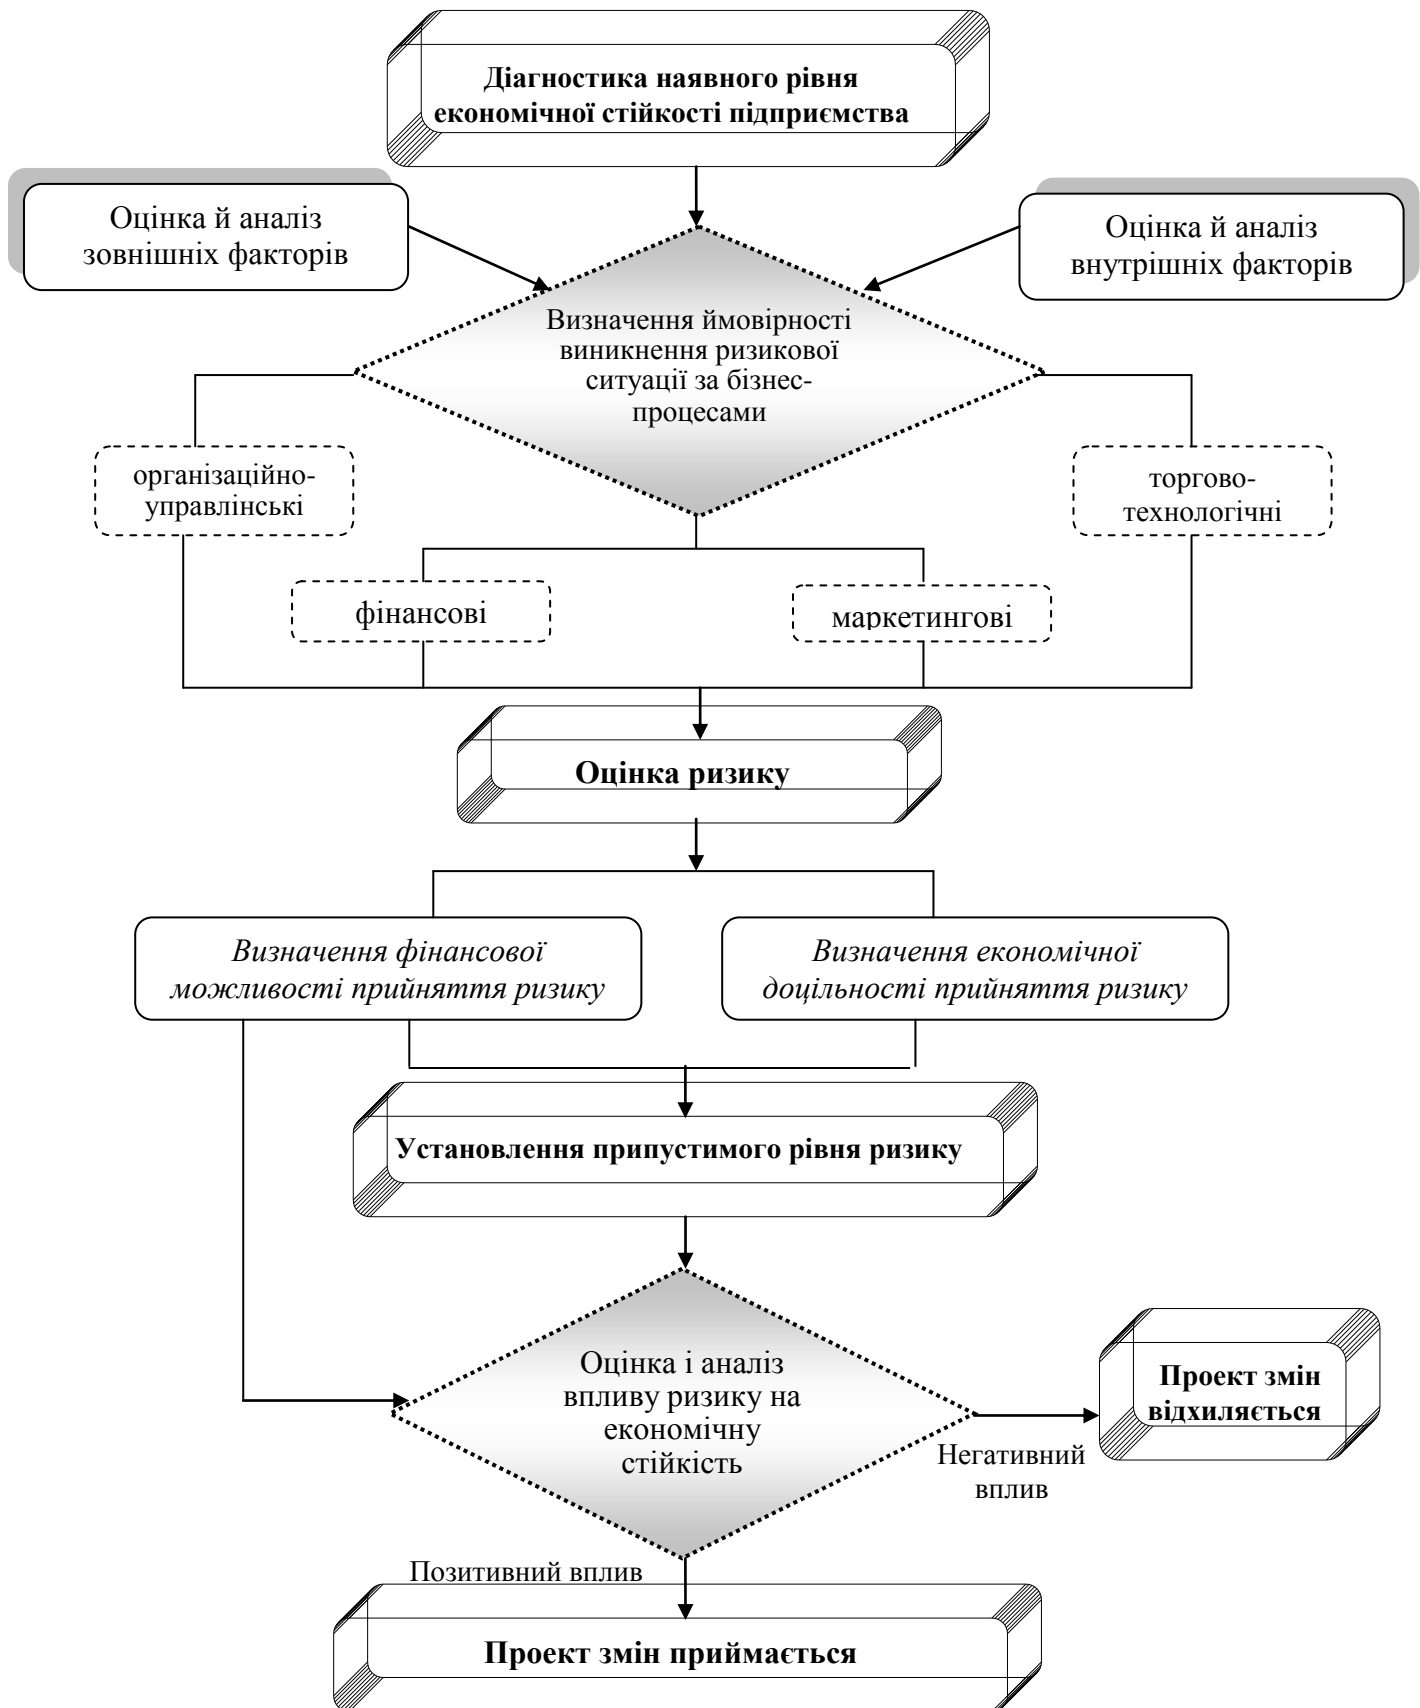 Діагностика наявного рівня
економічної стійкості підприємства
Оцінка й аналіз
зовнішніх факторів
Оцінка й аналіз
внутрішніх факторів
Визначення ймовірності
виникнення ризикової
ситуації за бізнес-
процесами
організаційно-
управлінські
торгово-
технологічні
фінансові
маркетингові
Оцінка ризику
Визначення фінансової
можливості прийняття ризику
Визначення економічної
доцільності прийняття ризику
Установлення припустимого рівня ризику
Оцінка і аналіз
впливу ризику на
економічну
стійкість
Проект змін
відхиляється
Негативний
вплив
Позитивний вплив
Проект змін приймається